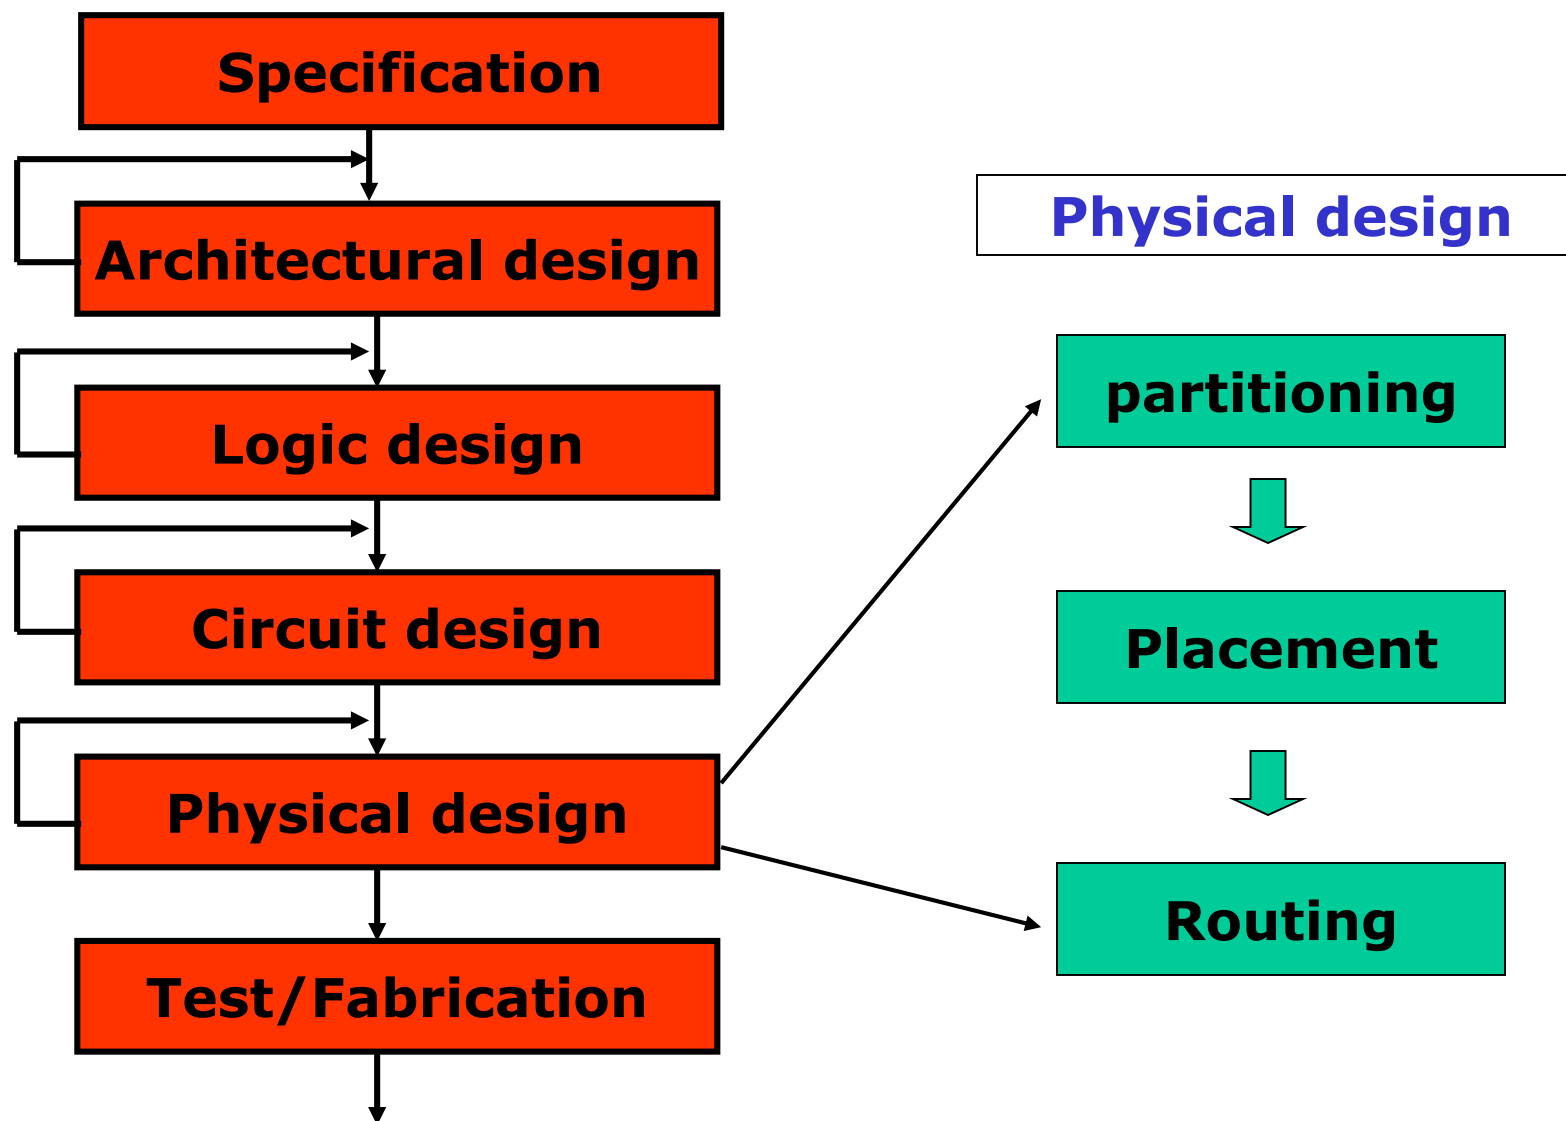 Specification
Architectural design
Logic design
Circuit design
Physical design
Test/Fabrication
Physical design
partitioning
Placement
Routing